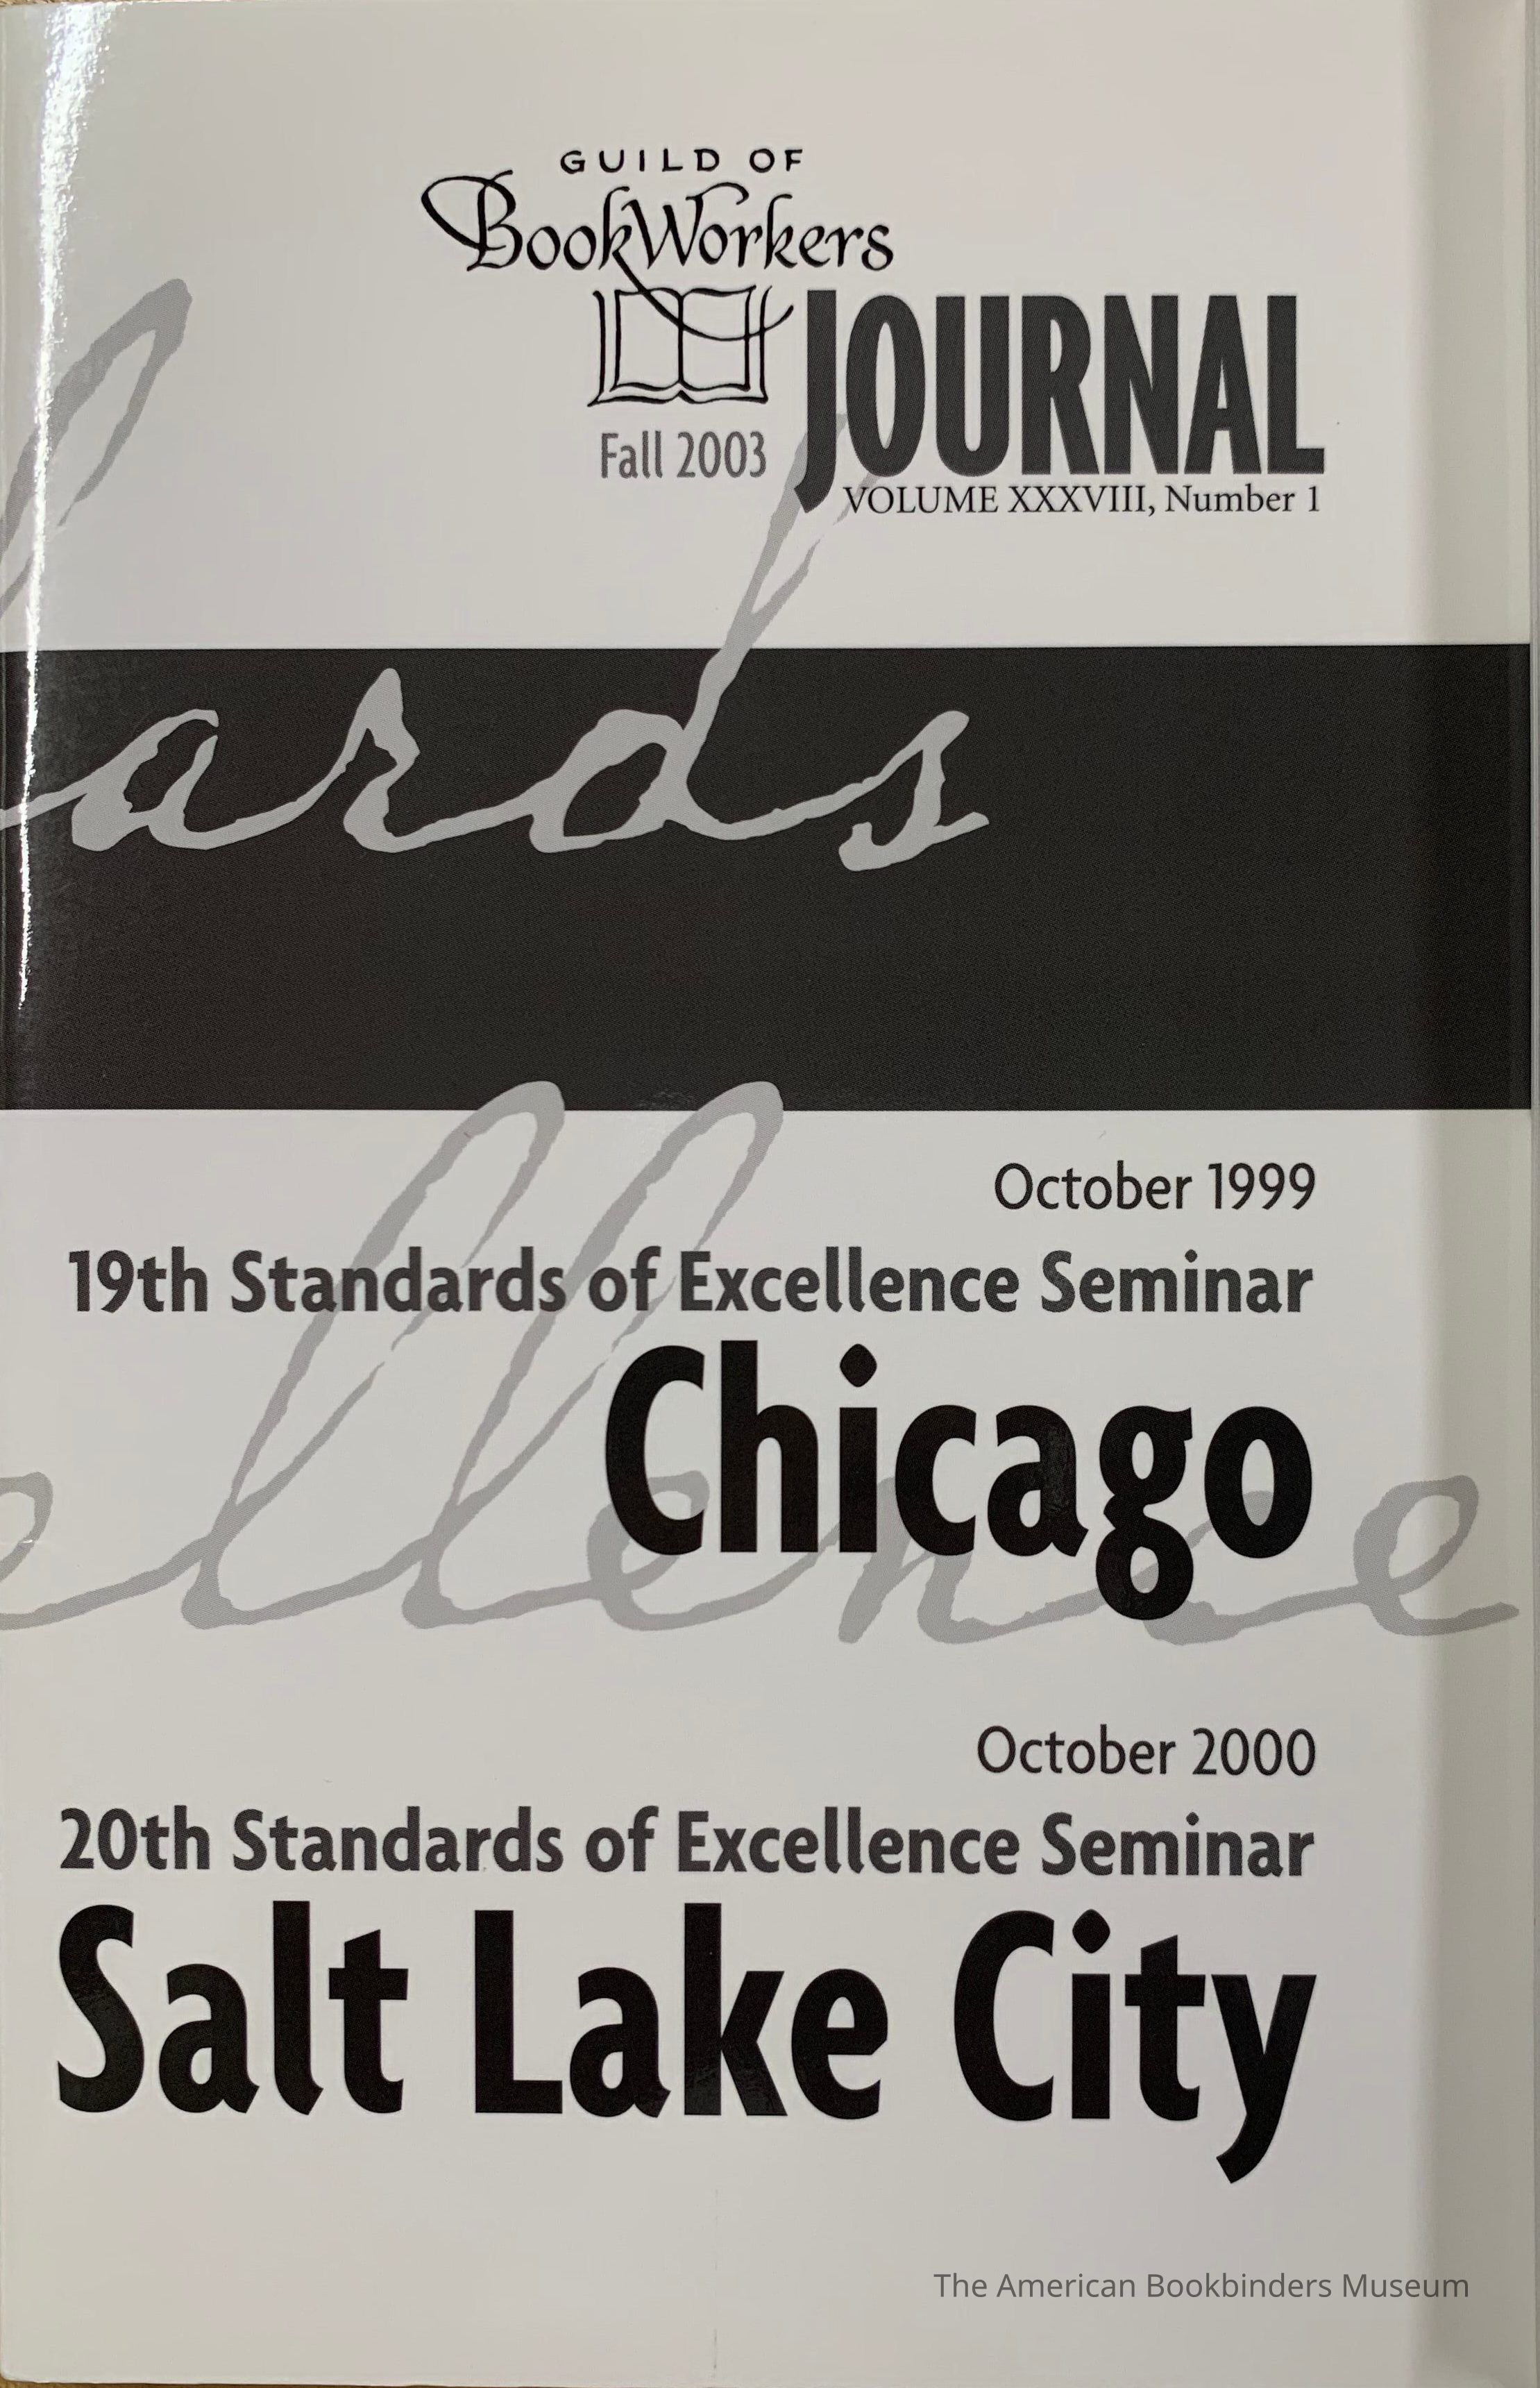 GUILD OF
BookWorkers
JOURNAL
Fall 2003
VOLUME XXXVIII, Number 1
ards
October 1999
19th Standards of Excellence Seminar
Chicago
ellence
October 2000
20th Standards of Excellence Seminar
Salt Lake City
The American Bookbinders Museum